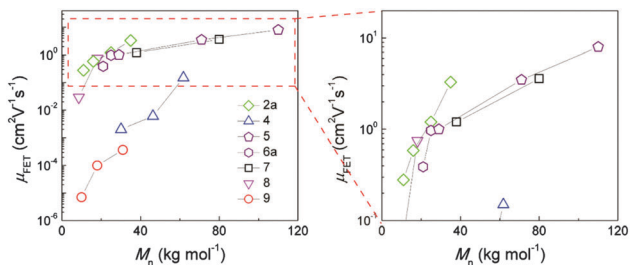 μFET (cm²V⁻¹s⁻¹)
10⁰
10⁻²
10⁻⁴
10⁻⁶
0 40 80 120
Mn (kg mol⁻¹)
2a
4
5
6a
7
8
9
μFET (cm²V⁻¹s⁻¹)
10¹
10⁰
10⁻¹
0 40 80 120
Mn (kg mol⁻¹)